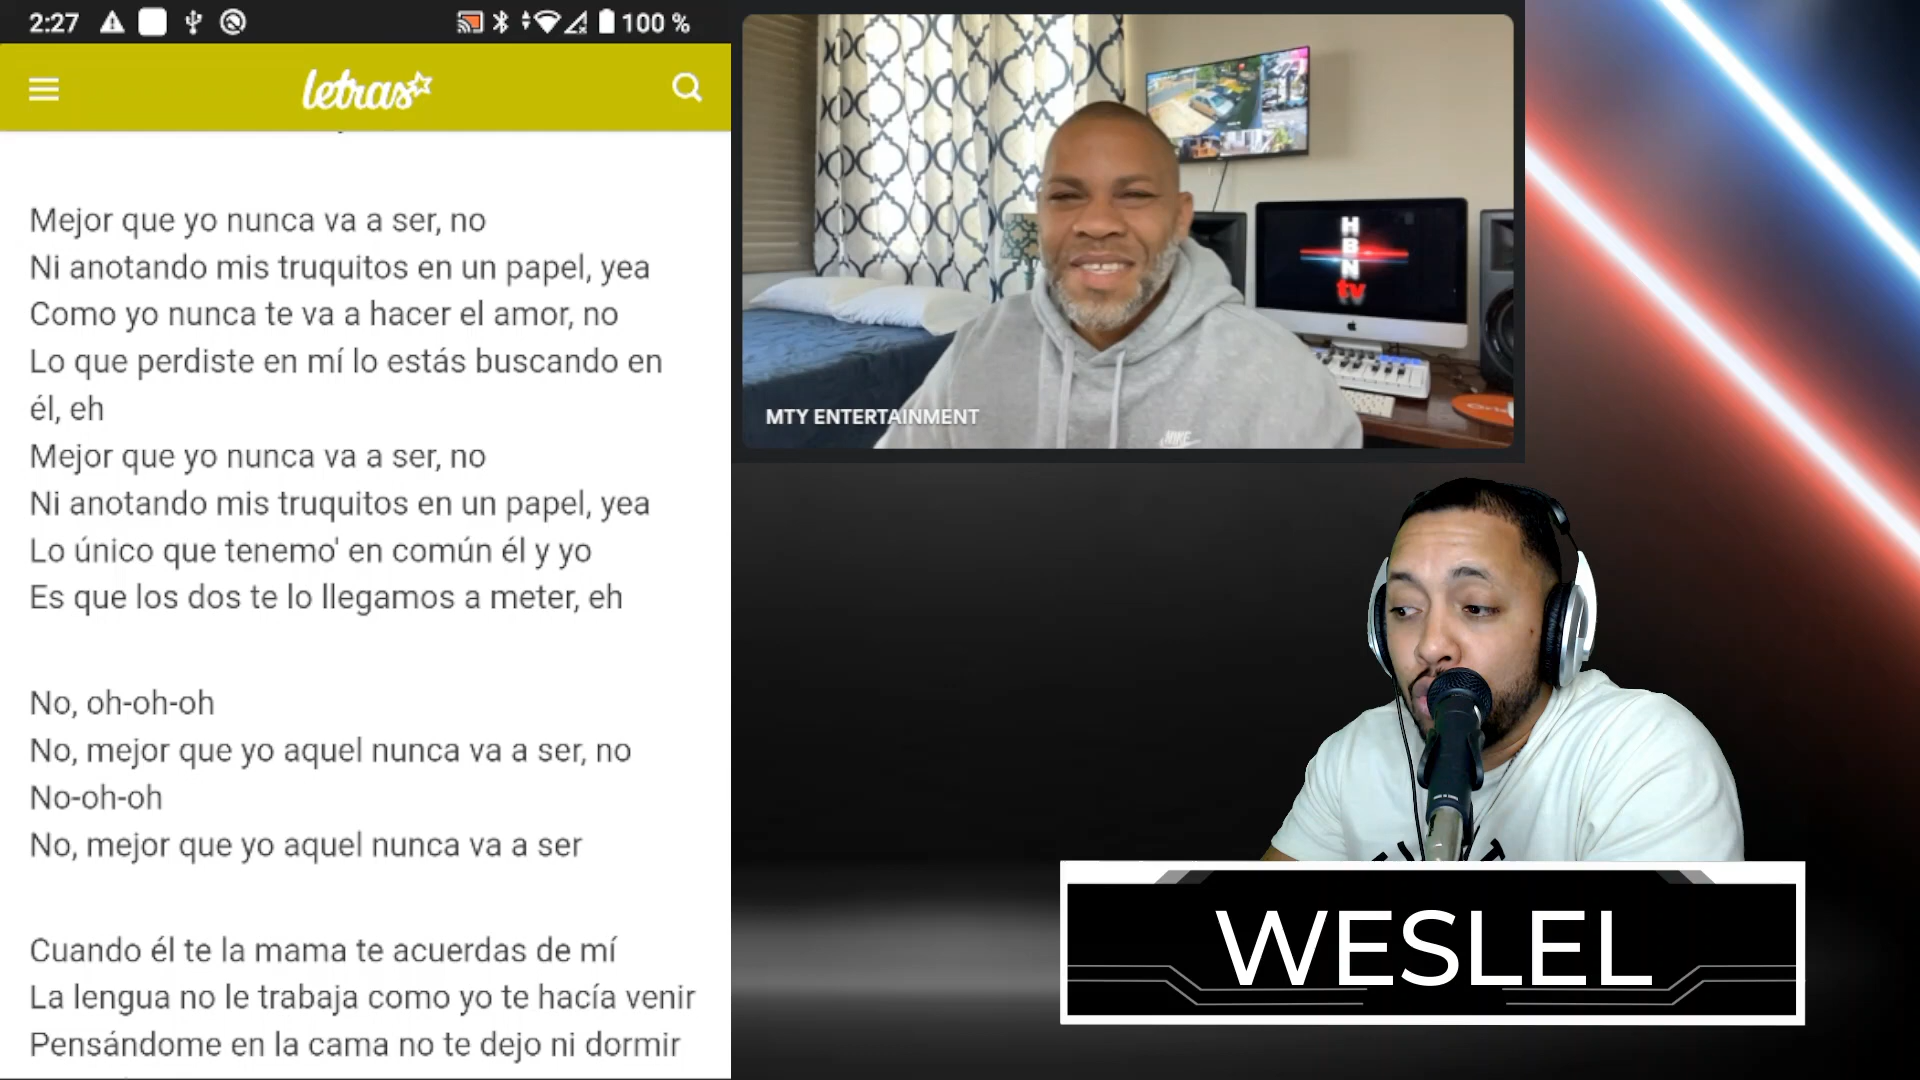 2:27
100 %
letras
Mejor que yo nunca va a ser, no
Ni anotando mis truquitos en un papel, yea
Como yo nunca te va a hacer el amor, no
Lo que perdiste en mí lo estás buscando en
él, eh
Mejor que yo nunca va a ser, no
Ni anotando mis truquitos en un papel, yea
Lo único que tenemo' en común él y yo
Es que los dos te lo llegamos a meter, eh
No, oh-oh-oh
No, mejor que yo aquel nunca va a ser, no
No-oh-oh
No, mejor que yo aquel nunca va a ser
Cuando él te la mama te acuerdas de mí
La lengua no le trabaja como yo te hacía venir
Pensándome en la cama no te dejo ni dormir
HBN
tv
MTY ENTERTAINMENT
NIKE
WESLEL